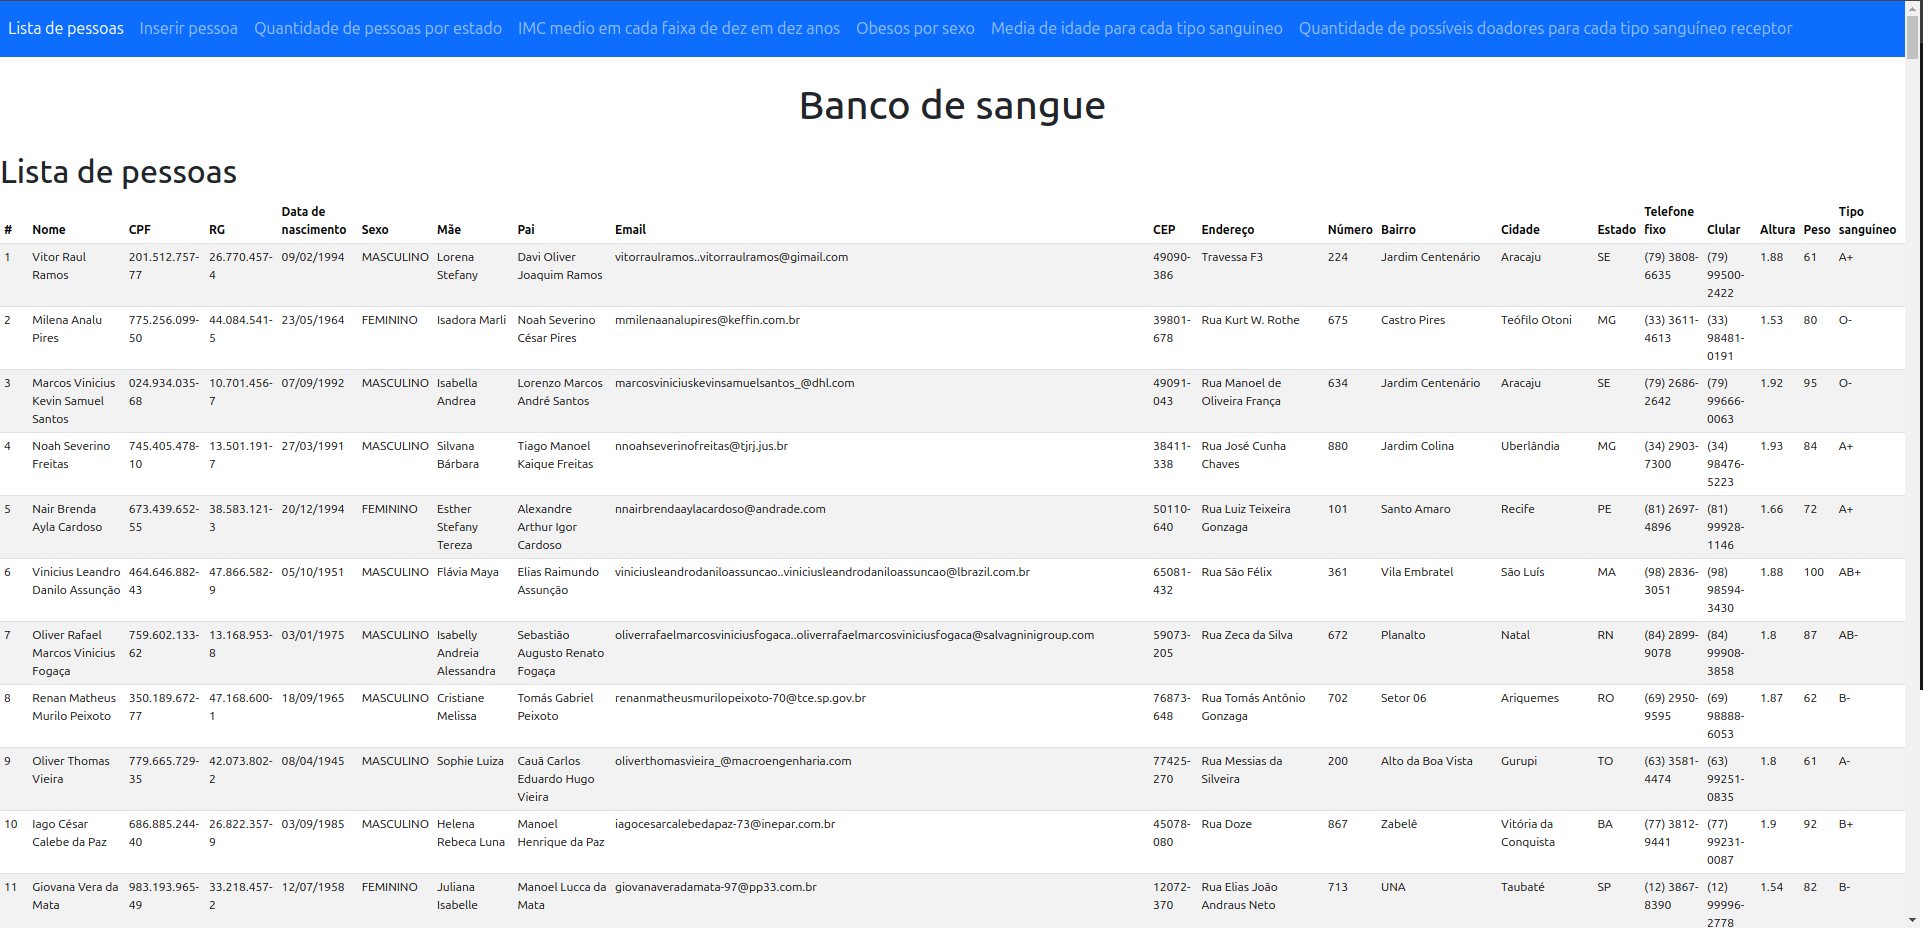 Lista de pessoas Inserir pessoa Quantidade de pessoas por estado IMC medio em cada faixa de dez em dez anos Obesos por sexo Media de idade para cada tipo sanguineo Quantidade de possíveis doadores para cada tipo sanguíneo receptor
Banco de sangue
Lista de pessoas
# Nome CPF RG Data de nascimento Sexo Mãe Pai Email CEP Endereço Número Bairro Cidade Estado Telefone fixo Clular Altura Peso Tipo sanguíneo
1 Vitor Raul Ramos 201.512.757-77 26.770.457-4 09/02/1994 MASCULINO Lorena Stefany Davi Oliver Joaquim Ramos vitorraulramos..vitorraulramos@gimail.com 49090-386 Travessa F3 224 Jardim Centenário Aracaju SE (79) 3808-6635 (79) 99500-2422 1.88 61 A+
2 Milena Analu Pires 775.256.099-50 44.084.541-5 23/05/1964 FEMININO Isadora Marli Noah Severino César Pires mmilenaanalupires@keffin.com.br 39801-678 Rua Kurt W. Rothe 675 Castro Pires Teófilo Otoni MG (33) 3611-4613 (33) 98481-0191 1.53 80 O-
3 Marcos Vinicius Kevin Samuel Santos 024.934.035-68 10.701.456-7 07/09/1992 MASCULINO Isabella Andrea Lorenzo Marcos André Santos marcosviniciuskevinsamuelsantos_@dhl.com 49091-043 Rua Manoel de Oliveira França 634 Jardim Centenário Aracaju SE (79) 2686-2642 (79) 99666-0063 1.92 95 O-
4 Noah Severino Freitas 745.405.478-10 13.501.191-7 27/03/1991 MASCULINO Silvana Bárbara Tiago Manoel Kaique Freitas nnoahseverinofreitas@tjrj.jus.br 38411-338 Rua José Cunha Chaves 880 Jardim Colina Uberlândia MG (34) 2903-7300 (34) 98476-5223 1.93 84 A+
5 Nair Brenda Ayla Cardoso 673.439.652-55 38.583.121-3 20/12/1994 FEMININO Esther Stefany Tereza Alexandre Arthur Igor Cardoso nnairbrendaaylacardoso@andrade.com 50110-640 Rua Luiz Teixeira Gonzaga 101 Santo Amaro Recife PE (81) 2697-4896 (81) 99928-1146 1.66 72 A+
6 Vinicius Leandro Danilo Assunção 464.646.882-43 47.866.582-9 05/10/1951 MASCULINO Flávia Maya Elias Raimundo Assunção viniciusleandrodaniloassuncao..viniciusleandrodaniloassuncao@lbrazil.com.br 65081-432 Rua São Félix 361 Vila Embratel São Luís MA (98) 2836-3051 (98) 98594-3430 1.88 100 AB+
7 Oliver Rafael Marcos Vinicius Fogaça 759.602.133-62 13.168.953-8 03/01/1975 MASCULINO Isabelly Andreia Alessandra Sebastião Augusto Renato Fogaça oliverrafaelmarcosviniciusfogaca..oliverrafaelmarcosviniciusfogaca@salvagninigroup.com 59073-205 Rua Zeca da Silva 672 Planalto Natal RN (84) 2899-9078 (84) 99908-3858 1.8 87 AB-
8 Renan Matheus Murilo Peixoto 350.189.672-77 47.168.600-1 18/09/1965 MASCULINO Cristiane Melissa Tomás Gabriel Peixoto renanmatheusmurilopeixoto-70@tce.sp.gov.br 76873-648 Rua Tomás Antônio Gonzaga 702 Setor 06 Ariquemes RO (69) 2950-9595 (69) 98888-6053 1.87 62 B-
9 Oliver Thomas Vieira 779.665.729-35 42.073.802-2 08/04/1945 MASCULINO Sophie Luiza Cauã Carlos Eduardo Hugo Vieira oliverthomasvieira_@macroengenharia.com 77425-270 Rua Messias da Silveira 200 Alto da Boa Vista Gurupi TO (63) 3581-4474 (63) 99251-0835 1.8 61 A-
10 Iago César Calebe da Paz 686.885.244-40 26.822.357-9 03/09/1985 MASCULINO Helena Rebeca Luna Manoel Henrique da Paz iagocesarcalebedapaz-73@inepar.com.br 45078-080 Rua Doze 867 Zabelê Vitória da Conquista BA (77) 3812-9441 (77) 99231-0087 1.9 92 B+
11 Giovana Vera da Mata 983.193.965-49 33.218.457-2 12/07/1958 FEMININO Juliana Isabelle Manoel Lucca da Mata giovanaveradamata-97@pp33.com.br 12072-370 Rua Elias João Andraus Neto 713 UNA Taubaté SP (12) 3867-8390 (12) 99996-2778 1.54 82 B-